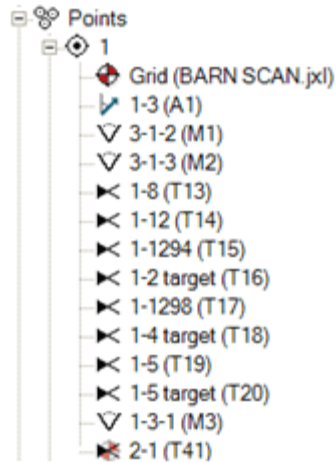 Points
1
Grid (BARN SCAN.jxl)
1-3 (A1)
3-1-2 (M1)
3-1-3 (M2)
1-8 (T13)
1-12 (T14)
1-1294 (T15)
1-2 target (T16)
1-1298 (T17)
1-4 target (T18)
1-5 (T19)
1-5 target (T20)
1-3-1 (M3)
2-1 (T41)